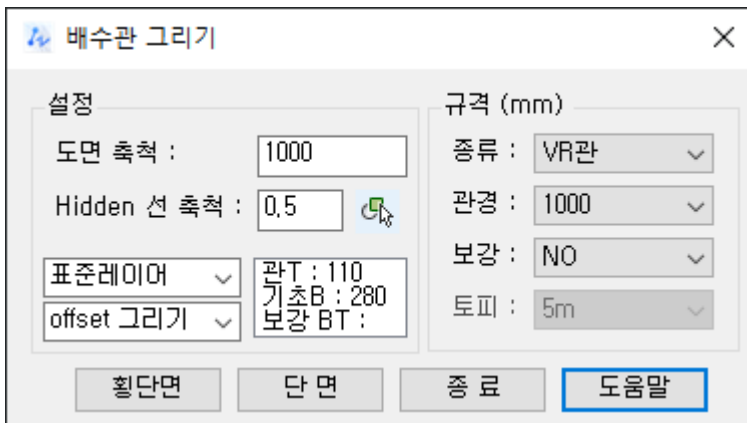 배수관 그리기
설정
도면 축척 : 1000
Hidden 선 축척 : 0,5
표준레이어
offset 그리기
관T : 110
기초B : 280
보강 BT :
규격 (mm)
종류 : VR관
관경 : 1000
보강 : NO
토피 : 5m
횡단면 단 면 종 료 도움말